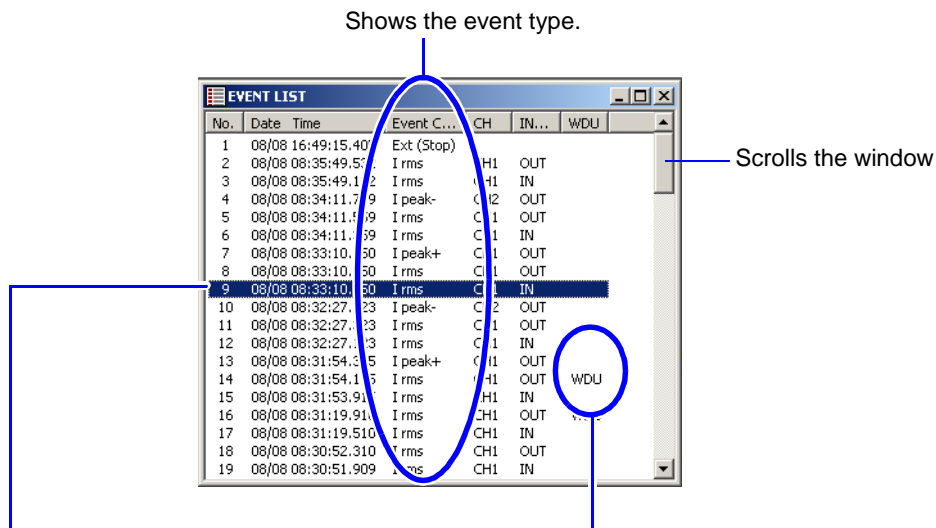 Shows the event type.
EVENT LIST
No. Date Time Event C... CH IN... WDU
1 08/08 16:49:15.40 Ext (Stop)
2 08/08 08:35:49.53 I rms OUT
3 08/08 08:35:49. I rms CH1 IN
4 08/08 08:34:11. I peak- OUT
5 08/08 08:34:11. I rms OUT
6 08/08 08:34:11. I rms IN
7 08/08 08:33:10. I peak+ OUT
8 08/08 08:33:10. I rms OUT
9 08/08 08:33:10. I rms IN
10 08/08 08:32:27. I peak- OUT
11 08/08 08:32:27. I rms OUT
12 08/08 08:32:27. I rms IN
13 08/08 08:31:54. I peak+ OUT
14 08/08 08:31:54. I rms OUT WDU
15 08/08 08:31:53.9 I rms CH1 IN
16 08/08 08:31:19.91 I rms CH1 OUT
17 08/08 08:31:19.510 I rms CH1 IN
18 08/08 08:30:52.310 I rms CH1 OUT
19 08/08 08:30:51.909 CH1 IN
Scrolls the window